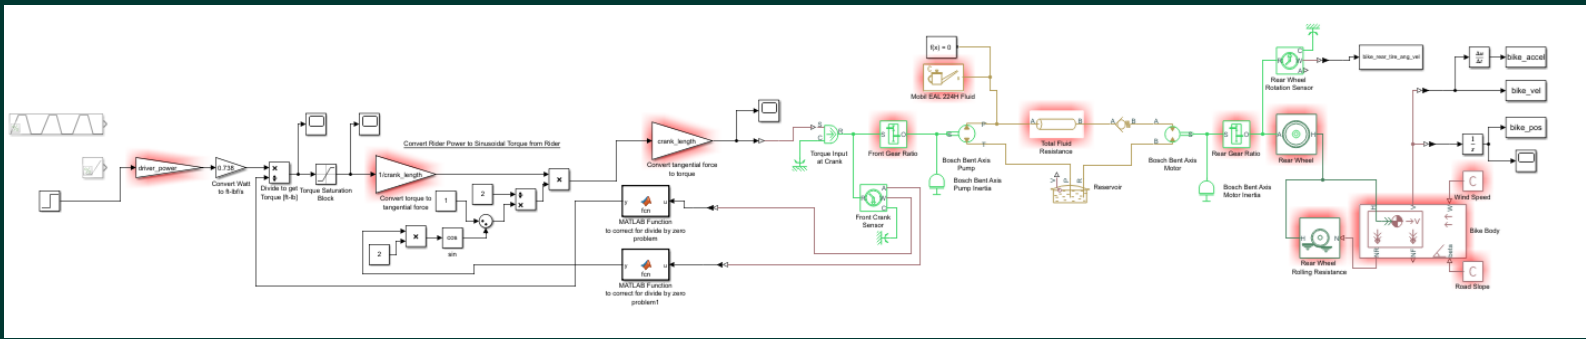 driver_power
0.738
Convert Watt
to ft-lbf/s
Divide to get
Torque [ft-lb]
Torque Saturation
Block
1/crank_length
Convert torque to
tangential force
Convert Rider Power to Sinusoidal Torque from Rider
1
2
2
cos
sin
crank_length
Convert tangential force
to torque
fcn
y
u
MATLAB Function
to correct for divide by zero
problem
fcn
y
u
MATLAB Function
to correct for divide by zero
problem1
S
C
R
Torque Input
at Crank
S
O
Front Gear Ratio
A
W
C
Front Crank
Sensor
f(x) = 0
Mobil EAL 224H Fluid
S
P
T
Bosch Bent Axis
Pump
Bosch Bent Axis
Pump Inertia
A
B
Total Fluid
Resistance
Reservoir
A
B
A
B
Bosch Bent Axis
Motor
Bosch Bent Axis
Motor Inertia
S
O
Rear Gear Ratio
Rear Wheel
Rotation Sensor
A
Rear Wheel
H
N
Rear Wheel
Rolling Resistance
bike_rear_tire_ang_vel
bike_accel
bike_vel
bike_pos
C
Wind Speed
V
Bike Body
C
Road Slope